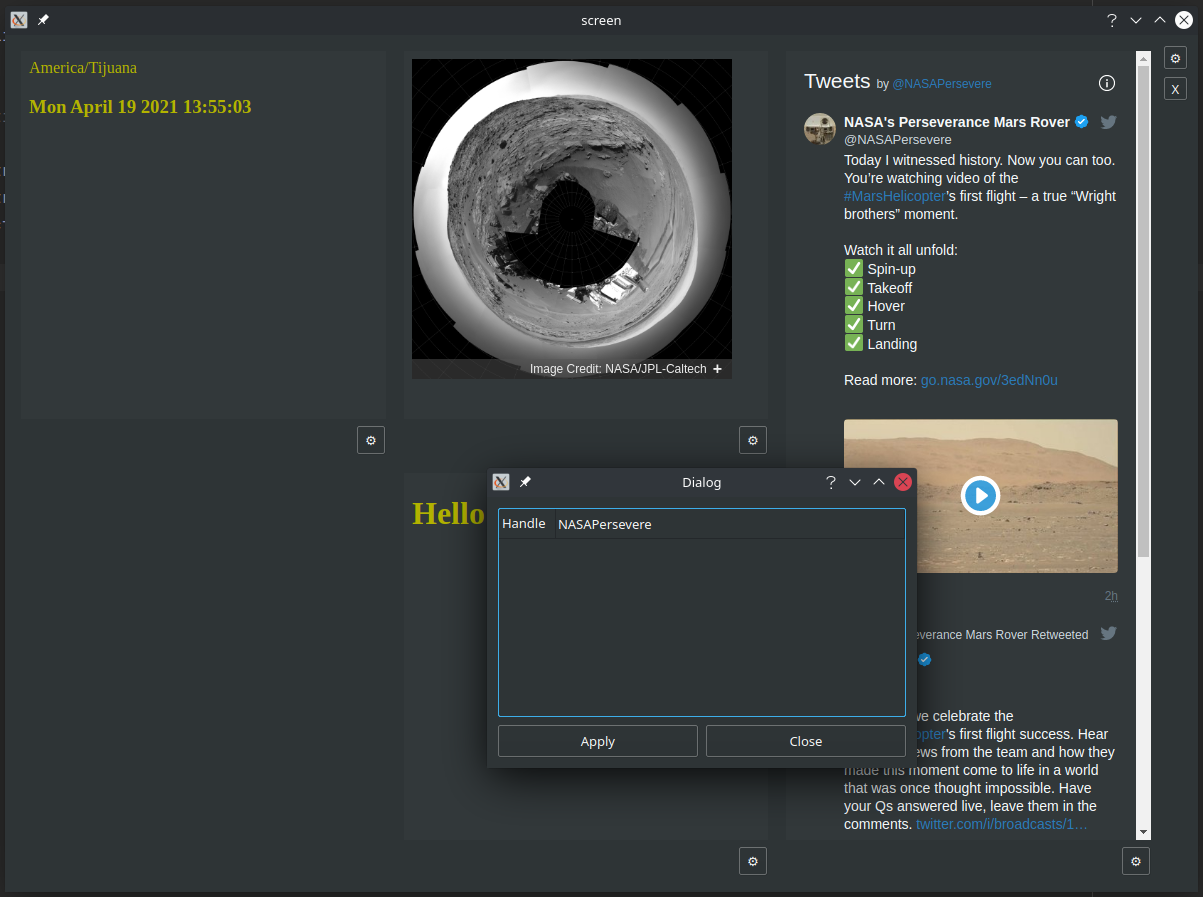 screen
America/Tijuana
Mon April 19 2021 13:55:03
Image Credit: NASA/JPL-Caltech +
Tweets by @NASAPersevere
NASA's Perseverance Mars Rover
@NASAPersevere
Today I witnessed history. Now you can too.
You’re watching video of the
#MarsHelicopter’s first flight – a true “Wright
brothers” moment.
Watch it all unfold:
✅ Spin-up
✅ Takeoff
✅ Hover
✅ Turn
✅ Landing
Read more: go.nasa.gov/3edNn0u
2h
everance Mars Rover Retweeted
we celebrate the
opter’s first flight success. Hear
ews from the team and how they
made this moment come to life in a world
that was once thought impossible. Have
your Qs answered live, leave them in the
comments. twitter.com/i/broadcasts/1…
X
Hello
Dialog
Handle NASAPersevere
Apply Close